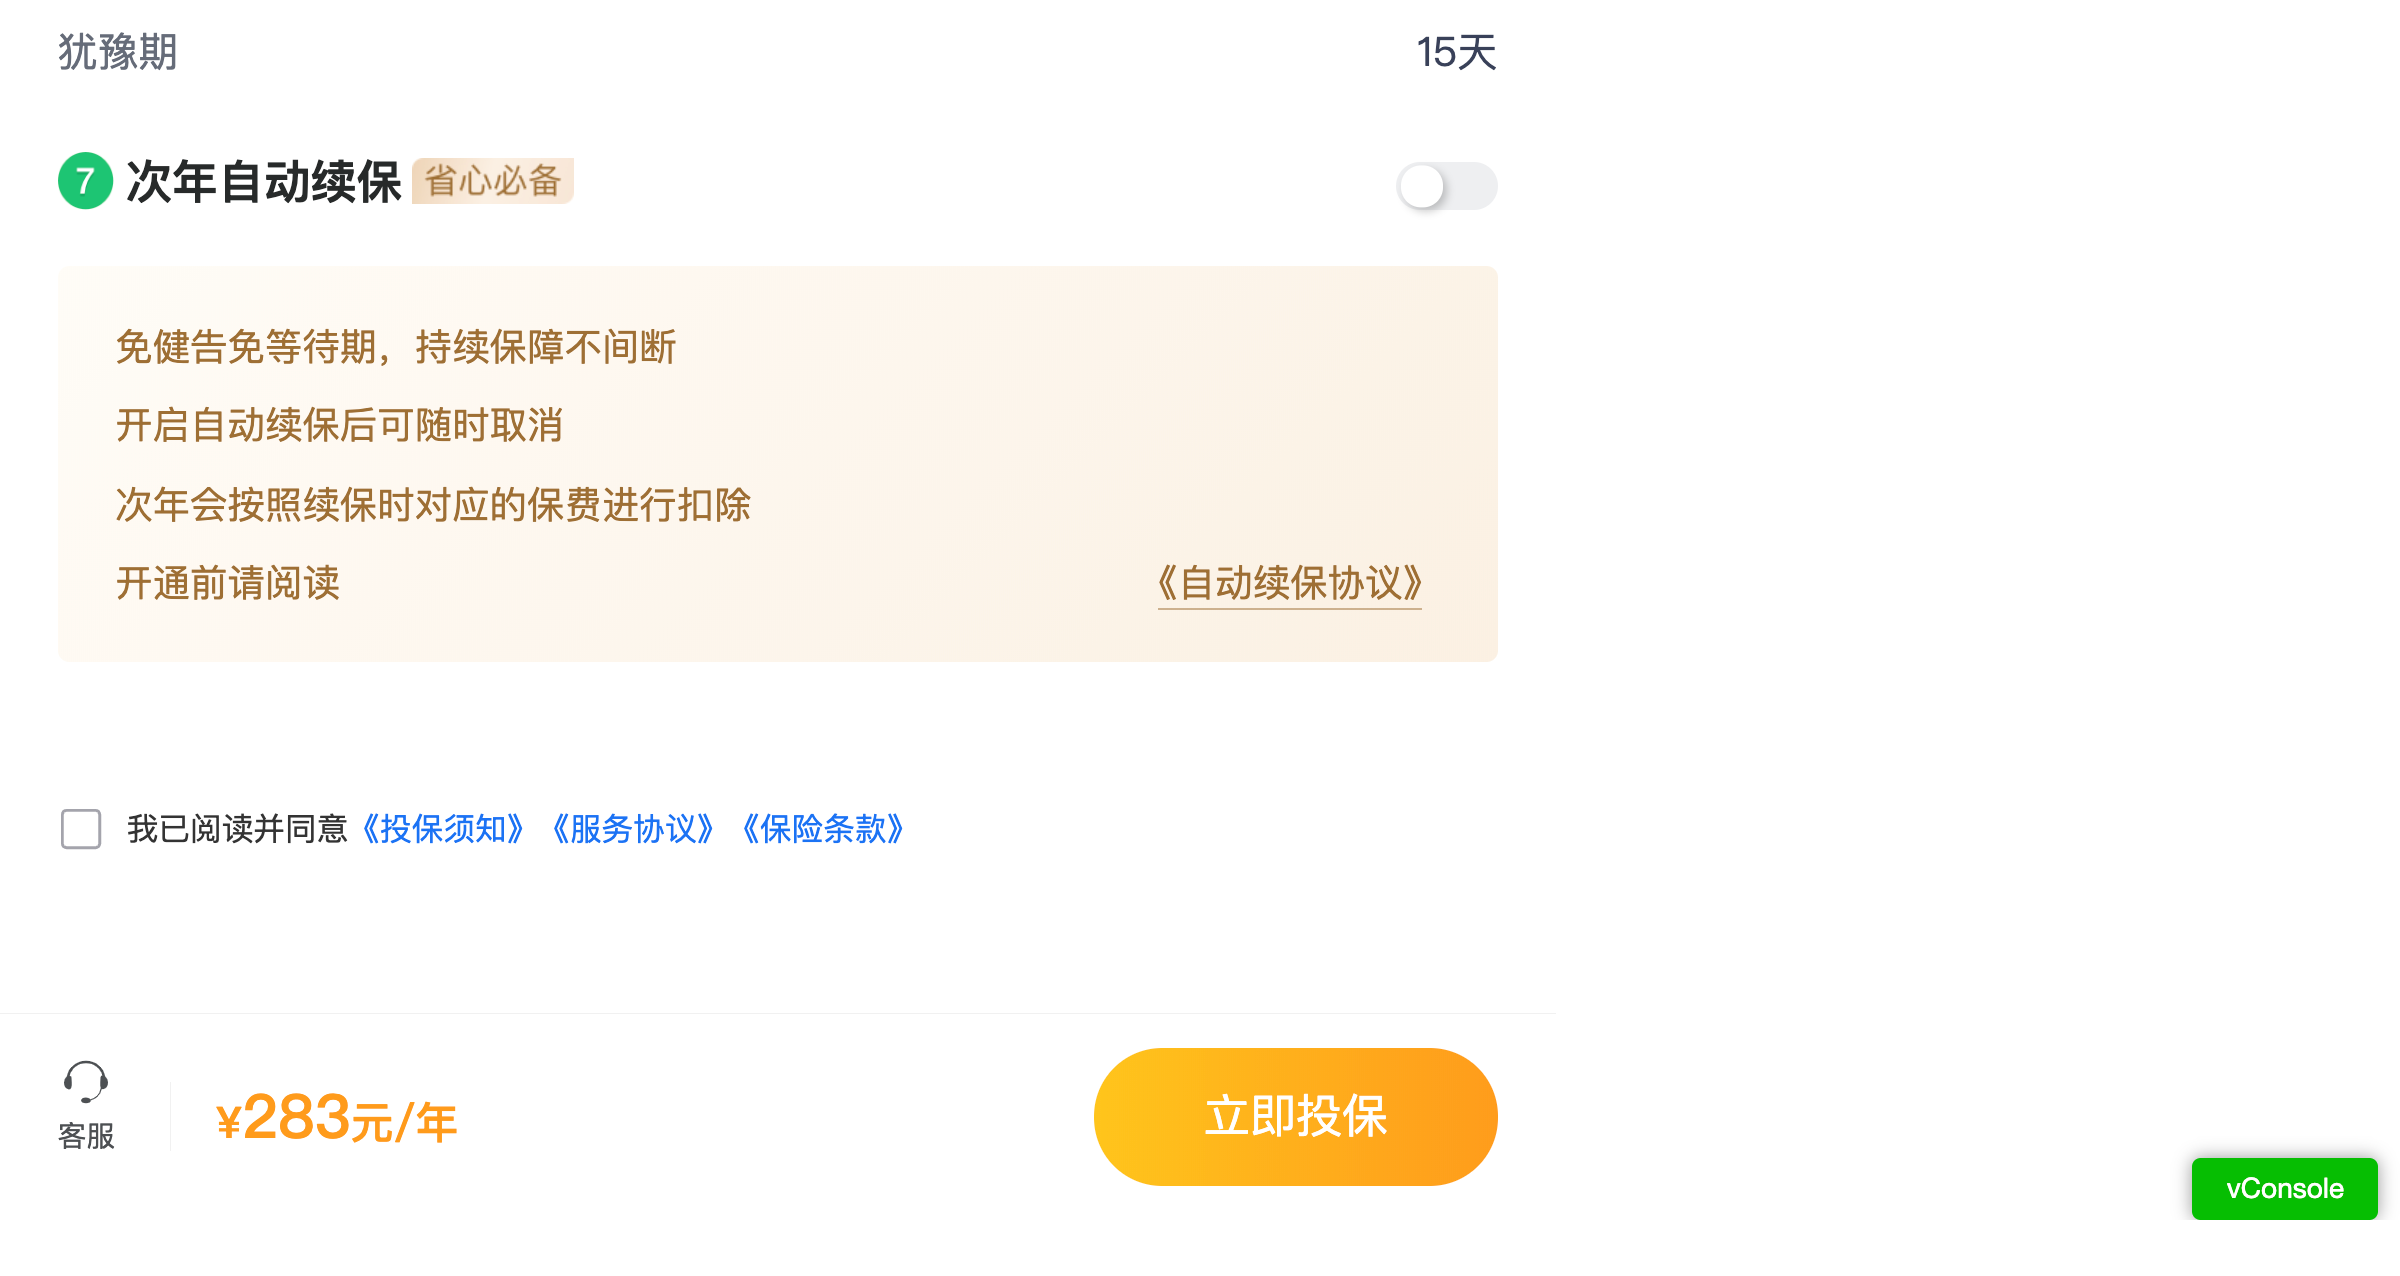 犹豫期 15天
7 次年自动续保 省心必备
免健告免等待期，持续保障不间断
开启自动续保后可随时取消
次年会按照续保时对应的保费进行扣除
开通前请阅读 《自动续保协议》
我已阅读并同意《投保须知》《服务协议》《保险条款》
客服
¥283元/年
立即投保
vConsole